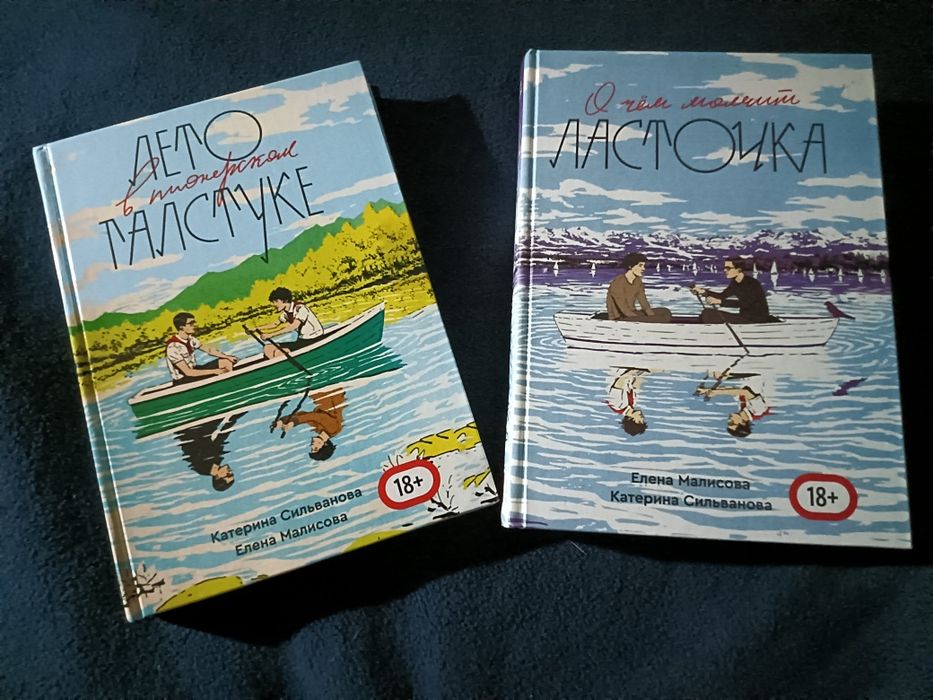 ЛЕТО
в пионерском
ГАЛСТУКЕ
Катерина Сильванова
Елена Малисова
18+
О чём молчит
ЛАСТОЧКА
Елена Малисова
Катерина Сильванова
18+